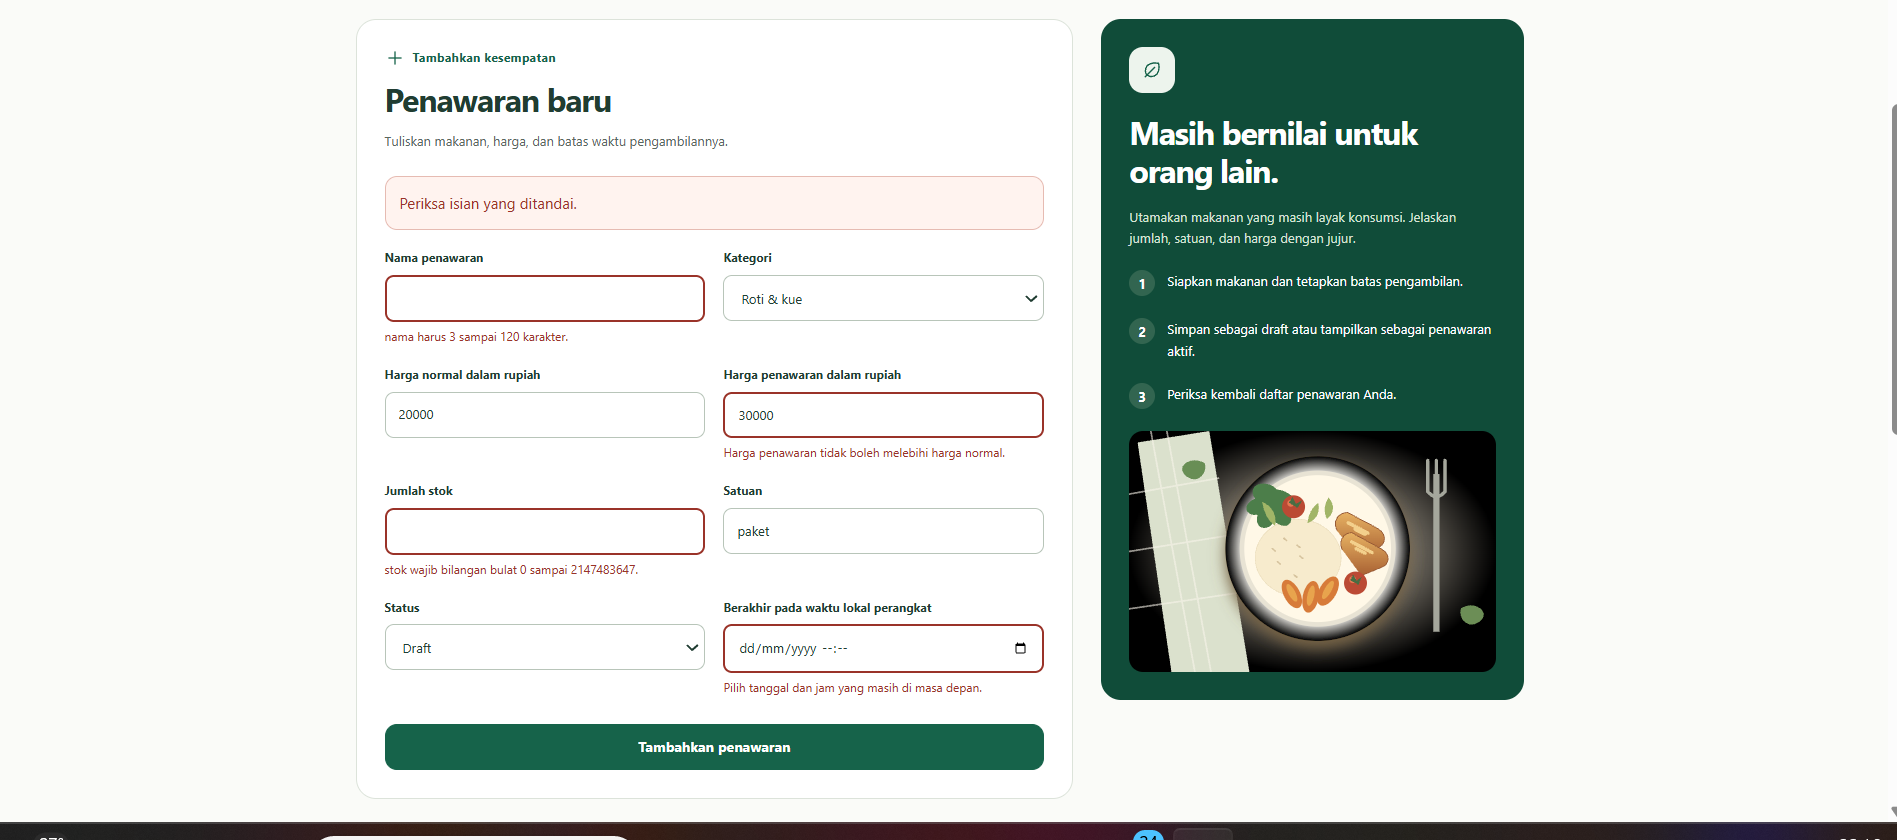 Tambahkan kesempatan
Penawaran baru
Tuliskan makanan, harga, dan batas waktu pengambilannya.
Periksa isian yang ditandai.
Nama penawaran
nama harus 3 sampai 120 karakter.
Kategori
Roti & kue
Harga normal dalam rupiah
20000
Harga penawaran dalam rupiah
30000
Harga penawaran tidak boleh melebihi harga normal.
Jumlah stok
stok wajib bilangan bulat 0 sampai 2147483647.
Satuan
paket
Status
Draft
Berakhir pada waktu lokal perangkat
dd/mm/yyyy --:--
Pilih tanggal dan jam yang masih di masa depan.
Tambahkan penawaran
Masih bernilai untuk
orang lain.
Utamakan makanan yang masih layak konsumsi. Jelaskan
jumlah, satuan, dan harga dengan jujur.
1 Siapkan makanan dan tetapkan batas pengambilan.
2 Simpan sebagai draft atau tampilkan sebagai penawaran
aktif.
3 Periksa kembali daftar penawaran Anda.